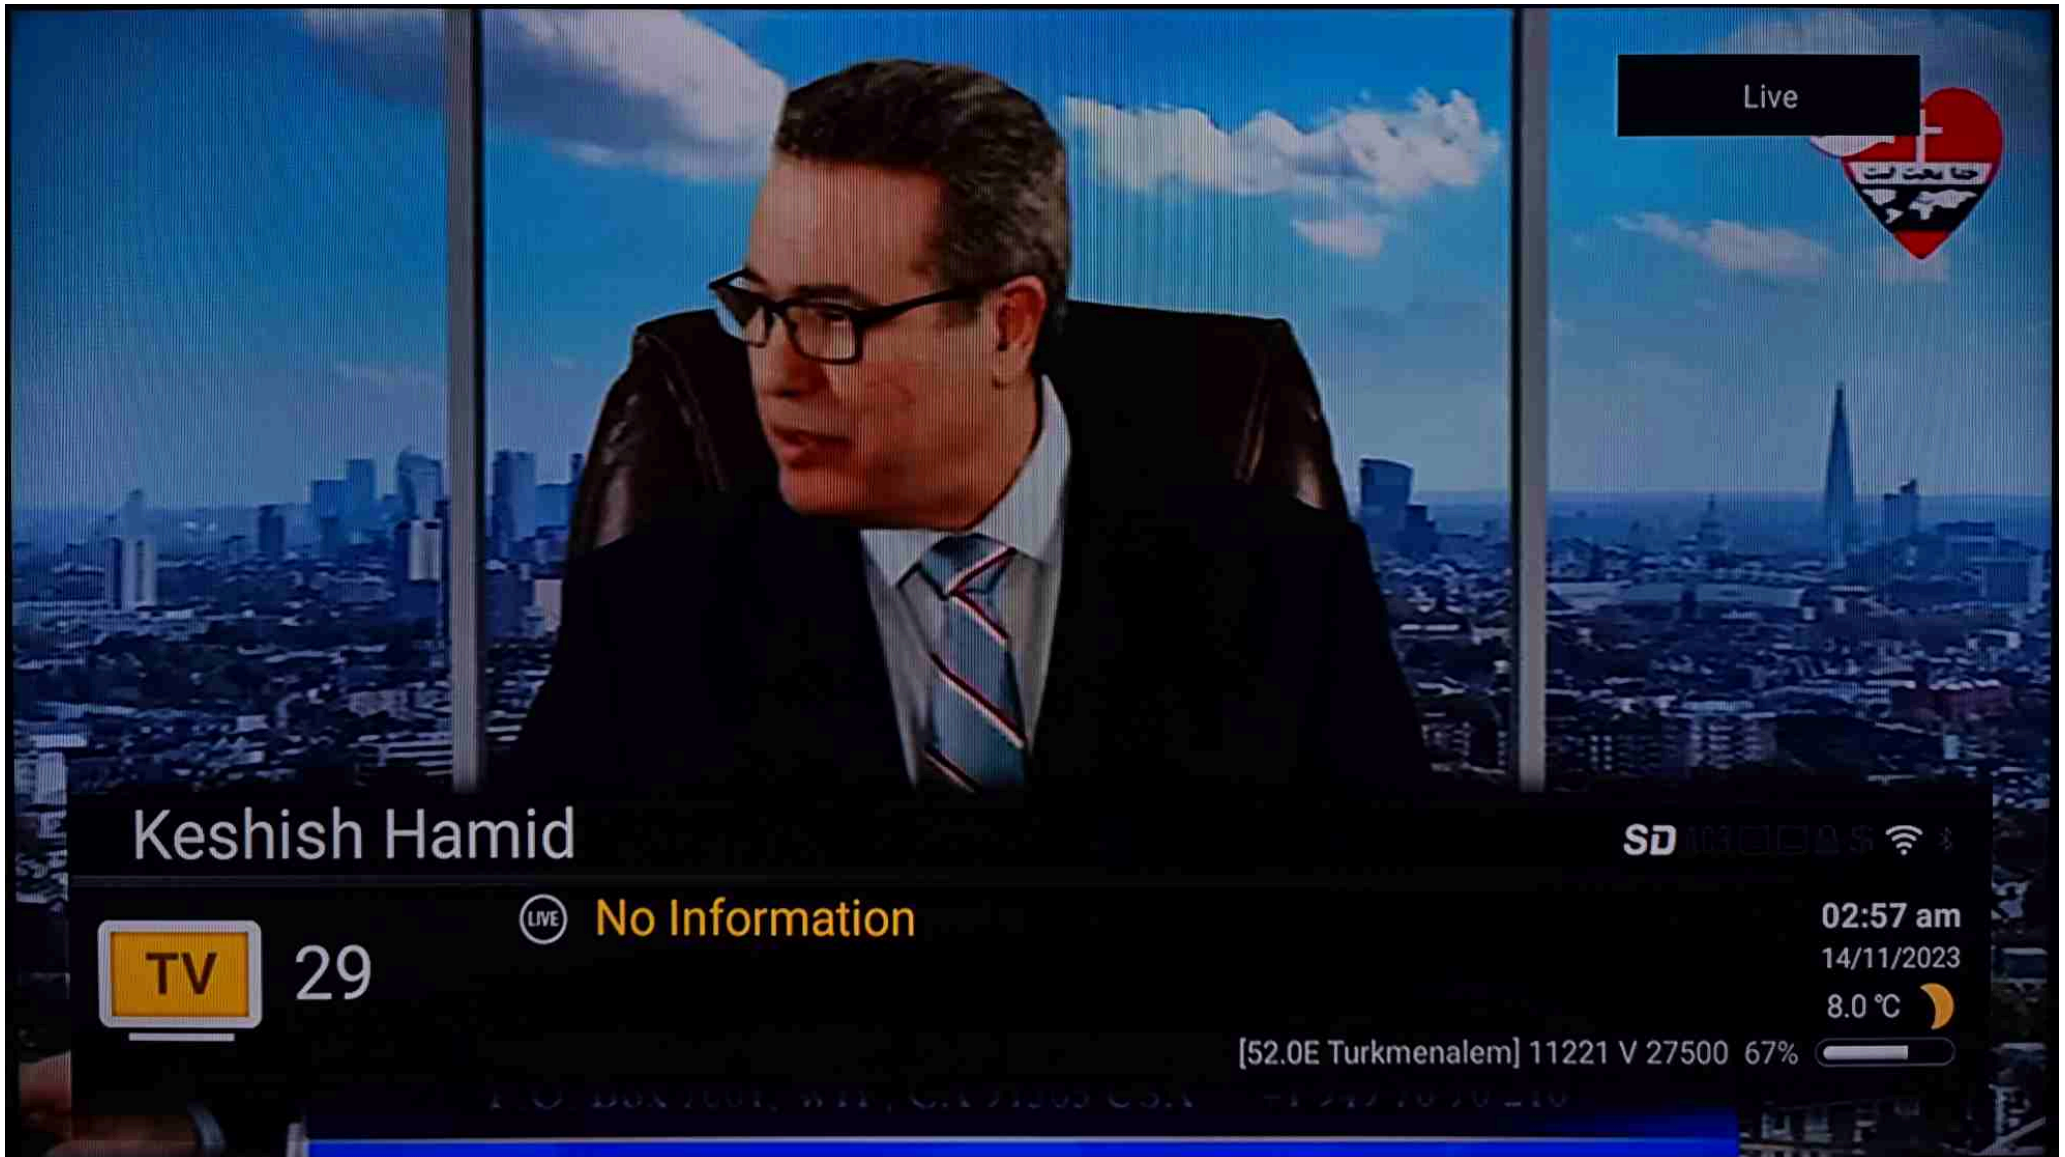 Live
Keshish Hamid
SD
LIVE No Information
TV 29
02:57 am
14/11/2023
8.0 °C
[52.0E Turkmenalem] 11221 V 27500 67%